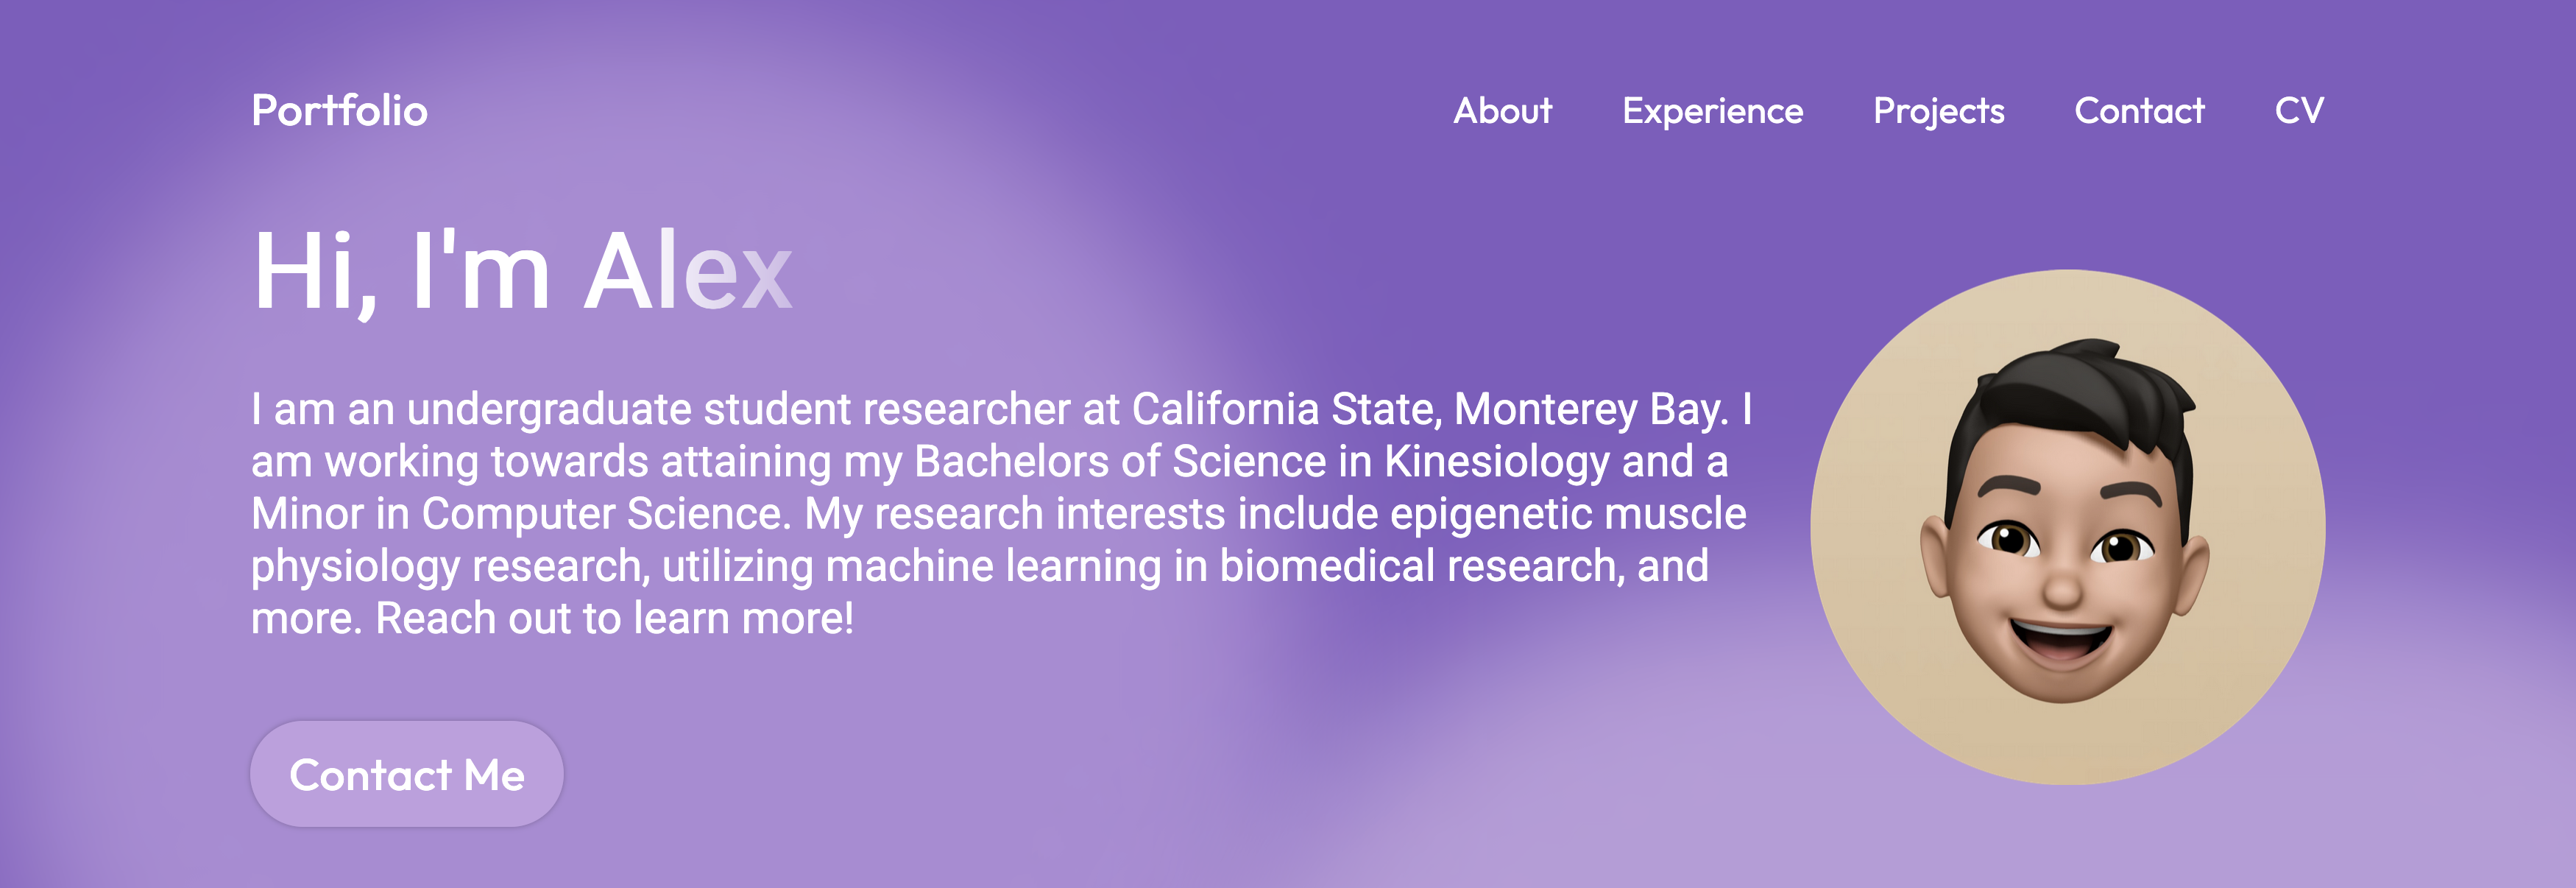 Portfolio
About Experience Projects Contact CV
Hi, I'm Alex
I am an undergraduate student researcher at California State, Monterey Bay. I
am working towards attaining my Bachelors of Science in Kinesiology and a
Minor in Computer Science. My research interests include epigenetic muscle
physiology research, utilizing machine learning in biomedical research, and
more. Reach out to learn more!
Contact Me